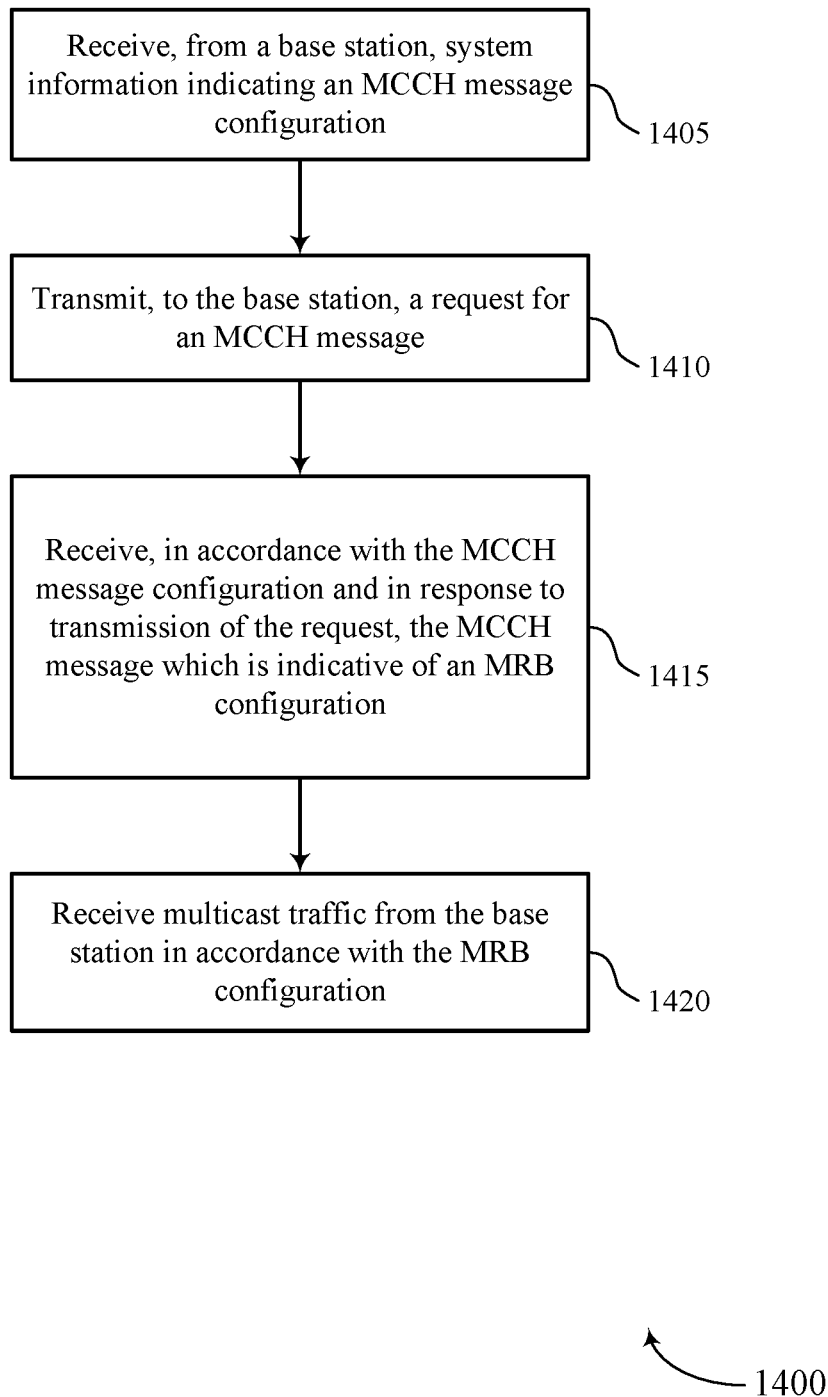 Receive, from a base station, system
information indicating an MCCH message
configuration
1405
Transmit, to the base station, a request for
an MCCH message
1410
Receive, in accordance with the MCCH
message configuration and in response to
transmission of the request, the MCCH
message which is indicative of an MRB
configuration
1415
Receive multicast traffic from the base
station in accordance with the MRB
configuration
1420
1400